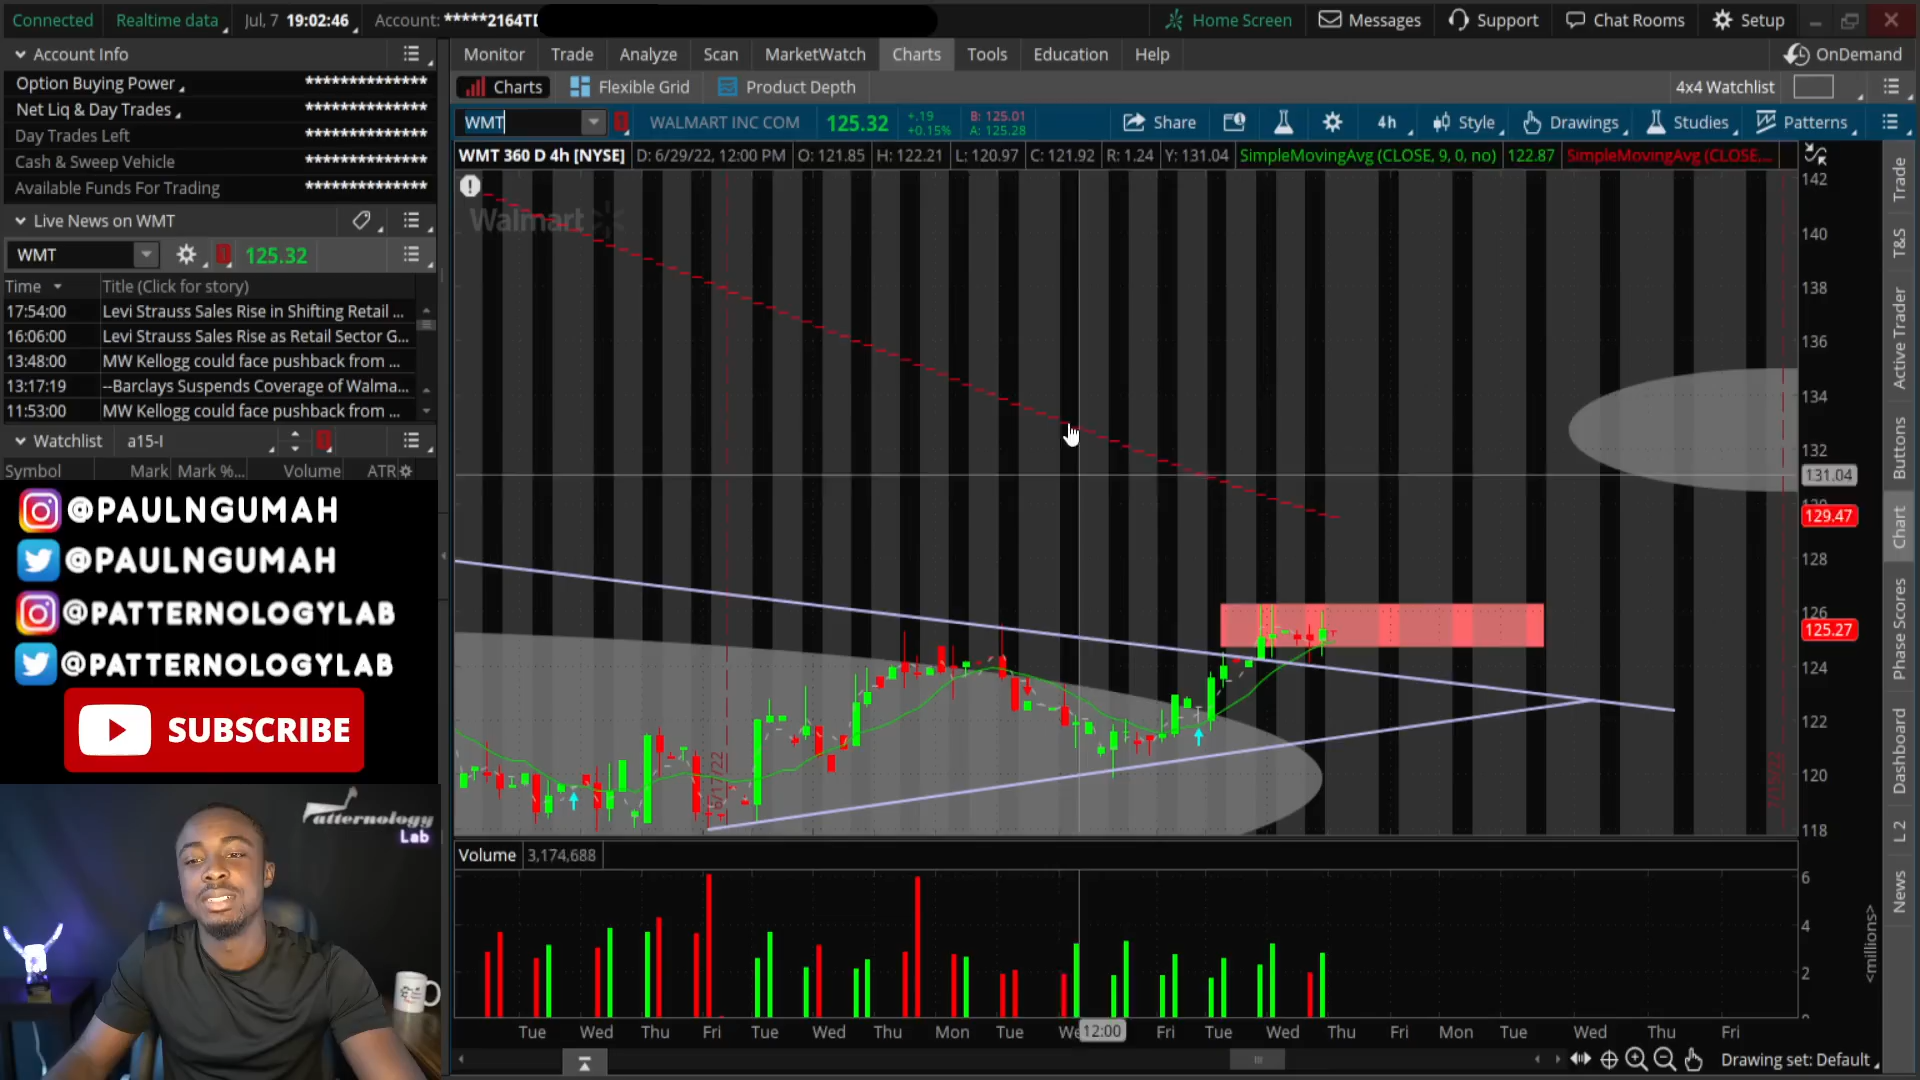 Connected Realtime data Jul, 7 19:02:46 Account: *****2164TD
Home Screen Messages Support Chat Rooms Setup
Account Info
Option Buying Power **************
Net Liq & Day Trades **************
Day Trades Left **************
Cash & Sweep Vehicle **************
Available Funds For Trading **************
Live News on WMT
WMT 125.32
Time Title (Click for story)
17:54:00 Levi Strauss Sales Rise in Shifting Retail ...
16:06:00 Levi Strauss Sales Rise as Retail Sector G...
13:48:00 MW Kellogg could face pushback from ...
13:17:19 --Barclays Suspends Coverage of Walma...
11:53:00 MW Kellogg could face pushback from ...
Watchlist a15-I
Symbol Mark Mark %... Volume ATR
@PAULNGUMAH
@PAULNGUMAH
@PATTERNOLOGYLAB
@PATTERNOLOGYLAB
SUBSCRIBE
Patternology
Lab
Monitor Trade Analyze Scan MarketWatch Charts Tools Education Help OnDemand
Charts Flexible Grid Product Depth 4x4 Watchlist
WMT WALMART INC COM 125.32 +.19 +0.15% B: 125.01 A: 125.28 Share 4h Style Drawings Studies Patterns
WMT 360 D 4h [NYSE] D: 6/29/22, 12:00 PM O: 121.85 H: 122.21 L: 120.97 C: 121.92 R: 1.24 Y: 131.04 SimpleMovingAvg (CLOSE, 9, 0, no) 122.87 SimpleMovingAvg (CLOSE,...
Walmart
142
140
138
136
134
132
131.04
129.47
128
126
125.27
124
122
120
118
Volume 3,174,688
6
4
2
<millions>
Tue Wed Thu Fri Tue Wed Thu Mon Tue We 12:00 Fri Tue Wed Thu Fri Mon Tue Wed Thu Fri
Drawing set: Default
Trade
T&S
Active Trader
Buttons
Chart
Phase Scores
Dashboard
L 2
News